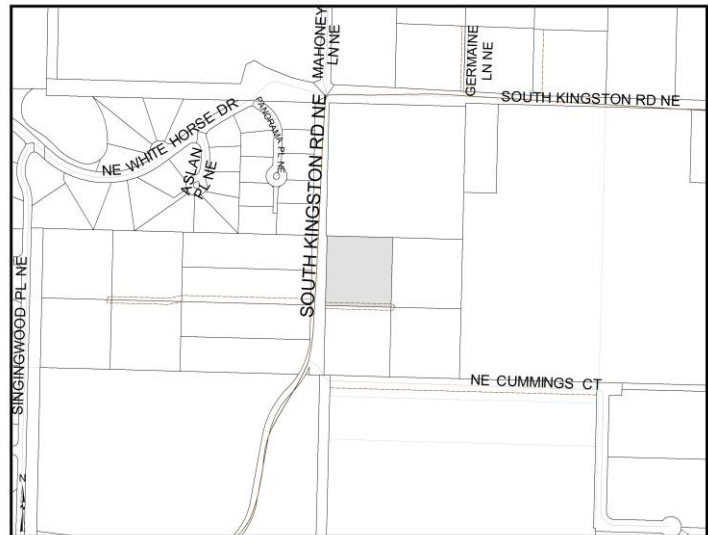 MAHONEY
LN NE
GERMAINE
LN NE
SOUTH KINGSTON RD NE
PANORAMA PL NE
NE WHITE HORSE DR
ASLAN
PL NE
SOUTH KINGSTON RD NE
SINGINGWOOD PL NE
NE CUMMINGS CT
N